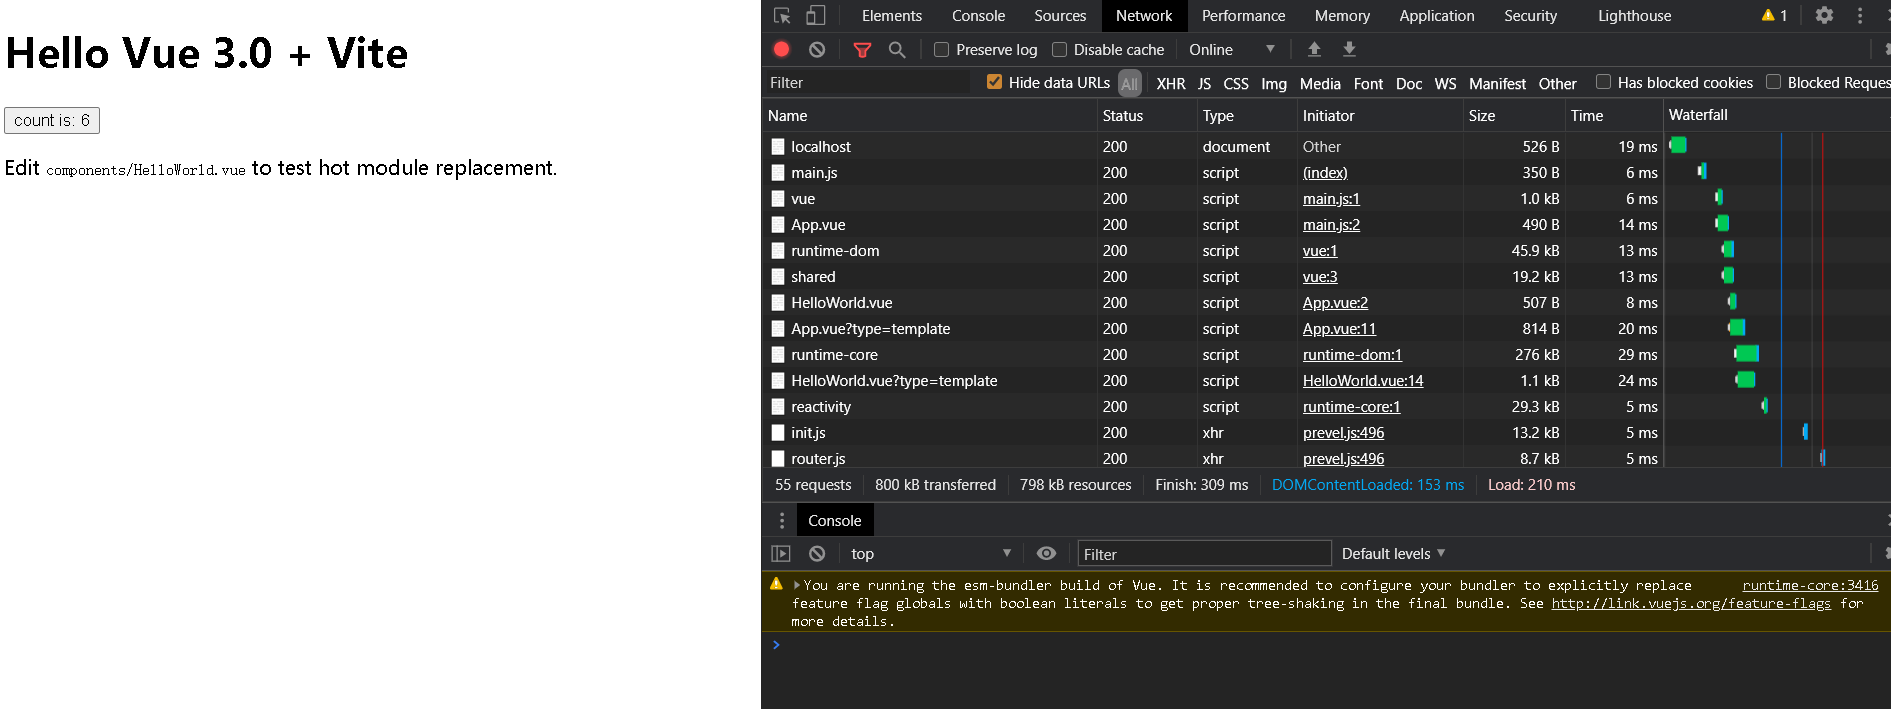 Hello Vue 3.0 + Vite
count is: 6
Edit components/HelloWorld.vue to test hot module replacement.
Elements Console Sources Network Performance Memory Application Security Lighthouse 1
Preserve log Disable cache Online
Filter Hide data URLs All XHR JS CSS Img Media Font Doc WS Manifest Other Has blocked cookies Blocked Reques
Name Status Type Initiator Size Time Waterfall
localhost 200 document Other 526 B 19 ms
main.js 200 script (index) 350 B 6 ms
vue 200 script main.js:1 1.0 kB 6 ms
App.vue 200 script main.js:2 490 B 14 ms
runtime-dom 200 script vue:1 45.9 kB 13 ms
shared 200 script vue:3 19.2 kB 13 ms
HelloWorld.vue 200 script App.vue:2 507 B 8 ms
App.vue?type=template 200 script App.vue:11 814 B 20 ms
runtime-core 200 script runtime-dom:1 276 kB 29 ms
HelloWorld.vue?type=template 200 script HelloWorld.vue:14 1.1 kB 24 ms
reactivity 200 script runtime-core:1 29.3 kB 5 ms
init.js 200 xhr prevel.js:496 13.2 kB 5 ms
router.js 200 xhr prevel.js:496 8.7 kB 5 ms
55 requests 800 kB transferred 798 kB resources Finish: 309 ms DOMContentLoaded: 153 ms Load: 210 ms
Console
top Filter Default levels
You are running the esm-bundler build of Vue. It is recommended to configure your bundler to explicitly replace runtime-core:3416
feature flag globals with boolean literals to get proper tree-shaking in the final bundle. See http://link.vuejs.org/feature-flags for
more details.